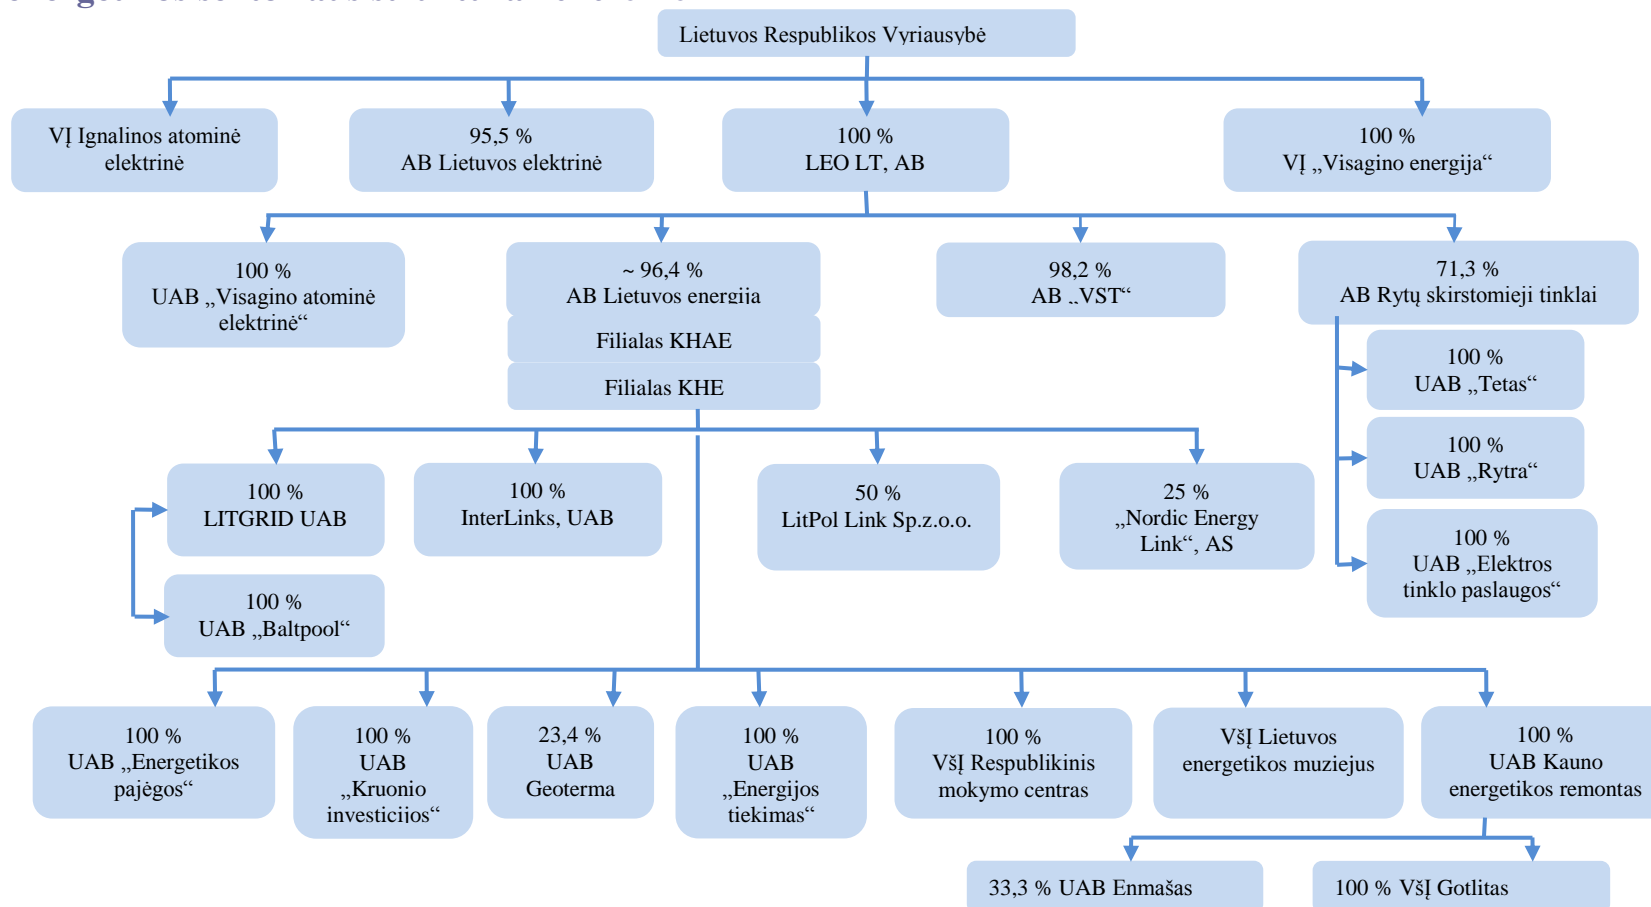 Lietuvos Respublikos Vyriausybė
VĮ Ignalinos atominė
elektrinė
95,5 %
AB Lietuvos elektrinė
100 %
LEO LT, AB
100 %
VĮ „Visagino energija“
100 %
UAB „Visagino atominė
elektrinė“
~ 96,4 %
AB Lietuvos energija
Filialas KHAE
Filialas KHE
98,2 %
AB „VST“
71,3 %
AB Rytų skirstomieji tinklai
100 %
UAB „Tetas“
100 %
UAB „Rytra“
100 %
UAB „Elektros
tinklo paslaugos“
100 %
LITGRID UAB
100 %
InterLinks, UAB
50 %
LitPol Link Sp.z.o.o.
25 %
„Nordic Energy
Link“, AS
100 %
UAB „Baltpool“
100 %
UAB „Energetikos
pajėgos“
100 %
UAB
„Kruonio
investicijos“
23,4 %
UAB
Geoterma
100 %
UAB
„Energijos
tiekimas“
100 %
VšĮ Respublikinis
mokymo centras
VšĮ Lietuvos
energetikos muziejus
100 %
UAB Kauno
energetikos remontas
33,3 % UAB Enmašas
100 % VšĮ Gotlitas